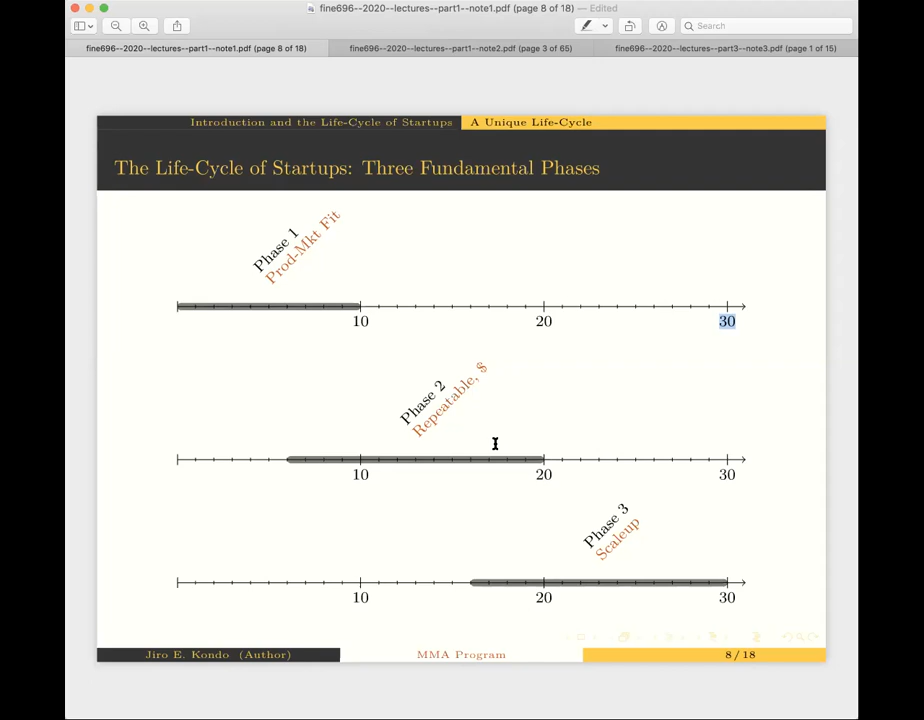 fine696--2020--lectures--part1--note1.pdf (page 8 of 18) — Edited
Search
fine696--2020--lectures--part1--note1.pdf (page 8 of 18)
fine696--2020--lectures--part1--note2.pdf (page 3 of 65)
fine696--2020--lectures--part3--note3.pdf (page 1 of 15)
Introduction and the Life-Cycle of Startups
A Unique Life-Cycle
The Life-Cycle of Startups: Three Fundamental Phases
Phase 1
Prod-Mkt Fit
10
20
30
Phase 2
Repeatable, $
10
20
30
Phase 3
Scaleup
10
20
30
Jiro E. Kondo (Author)
MMA Program
8 / 18